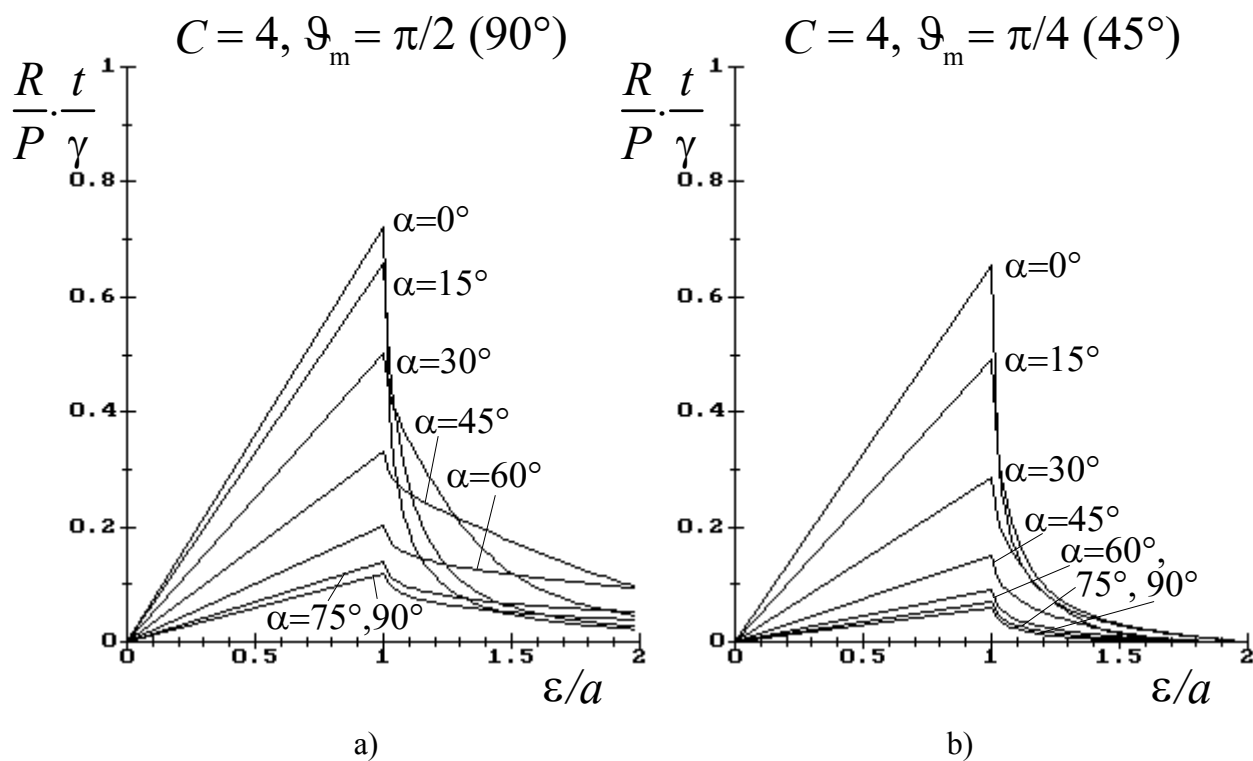 C = 4, ϑm = π/2 (90°)
R/P · t/γ
1
0.8
0.6
0.4
0.2
0
0
0.5
1
1.5
2
α=0°
α=15°
α=30°
α=45°
α=60°
α=75°,90°
ε/a
a)
C = 4, ϑm = π/4 (45°)
R/P · t/γ
1
0.8
0.6
0.4
0.2
0
0
0.5
1
1.5
2
α=0°
α=15°
α=30°
α=45°
α=60°,
75°, 90°
ε/a
b)